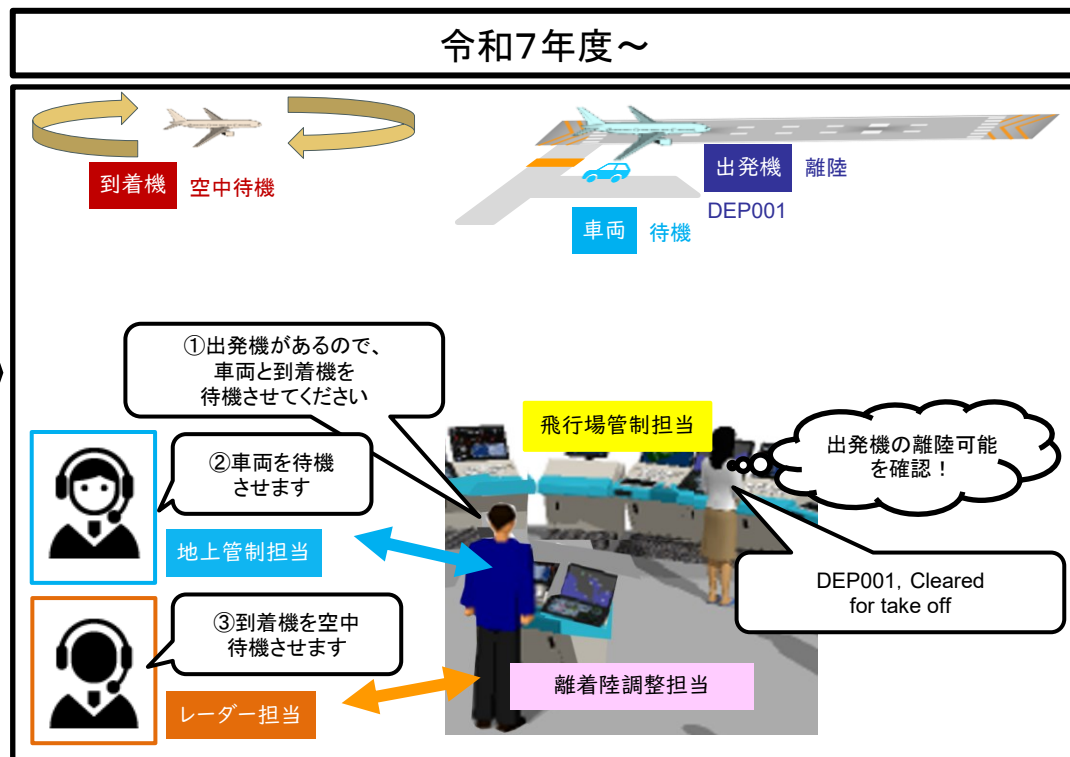 令和7年度～
到着機
空中待機
出発機
離陸
DEP001
車両
待機
①出発機があるので、
車両と到着機を
待機させてください
飛行場管制担当
出発機の離陸可能
を確認！
②車両を待機
させます
地上管制担当
DEP001, Cleared
for take off
③到着機を空中
待機させます
離着陸調整担当
レーダー担当